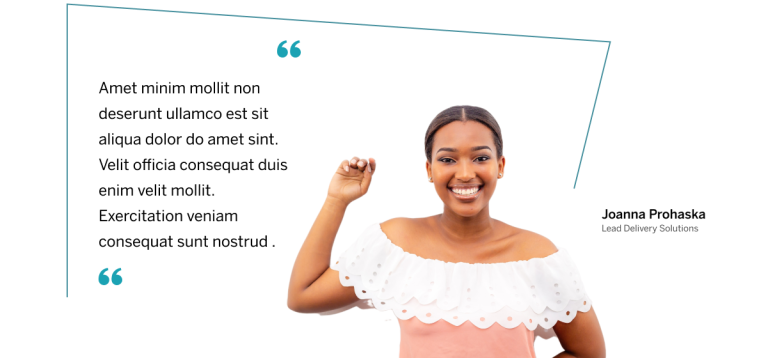 Amet minim mollit non
deserunt ullamco est sit
aliqua dolor do amet sint.
Velit officia consequat duis
enim velit mollit.
Exercitation veniam
consequat sunt nostrud .
Joanna Prohaska
Lead Delivery Solutions